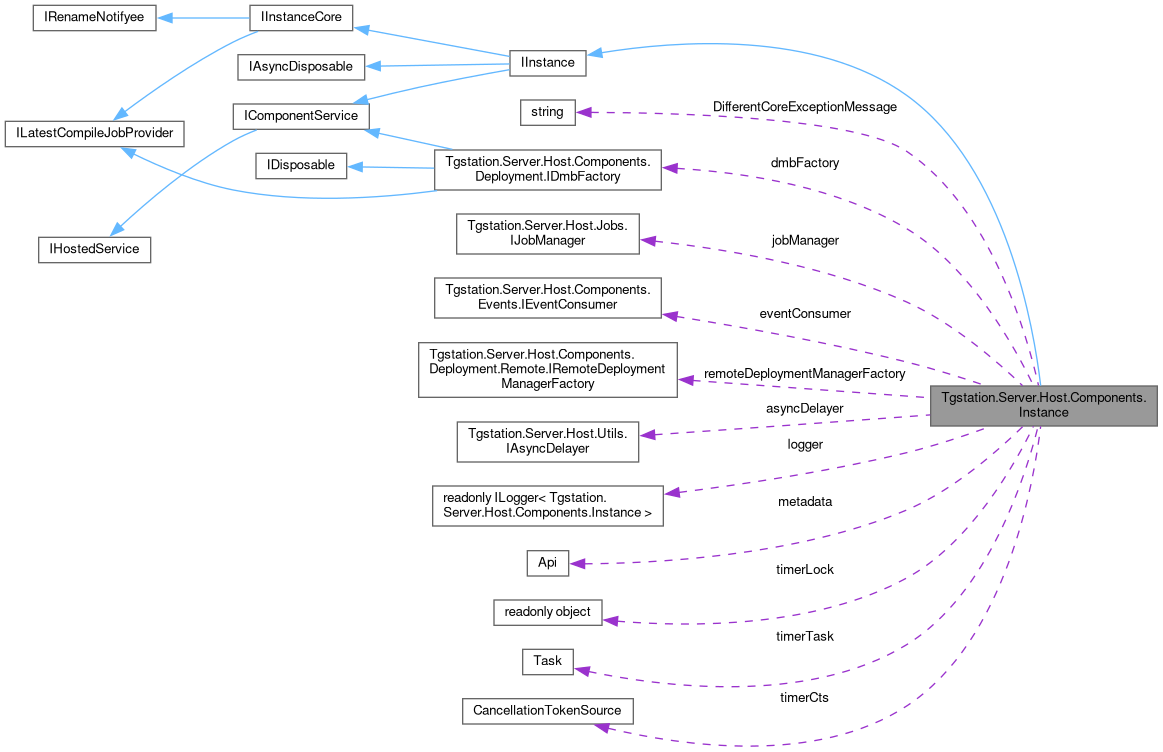 IRenameNotifyee
IInstanceCore
IAsyncDisposable
IInstance
IComponentService
string
DifferentCoreExceptionMessage
ILatestCompileJobProvider
IDisposable
Tgstation.Server.Host.Components.
Deployment.IDmbFactory
dmbFactory
IHostedService
Tgstation.Server.Host.Jobs.
IJobManager
jobManager
Tgstation.Server.Host.Components.
Events.IEventConsumer
eventConsumer
Tgstation.Server.Host.Components.
Deployment.Remote.IRemoteDeployment
ManagerFactory
remoteDeploymentManagerFactory
Tgstation.Server.Host.Components.
Instance
Tgstation.Server.Host.Utils.
IAsyncDelayer
asyncDelayer
readonly ILogger< Tgstation.
Server.Host.Components.Instance >
logger
Api
metadata
readonly object
timerLock
Task
timerTask
CancellationTokenSource
timerCts